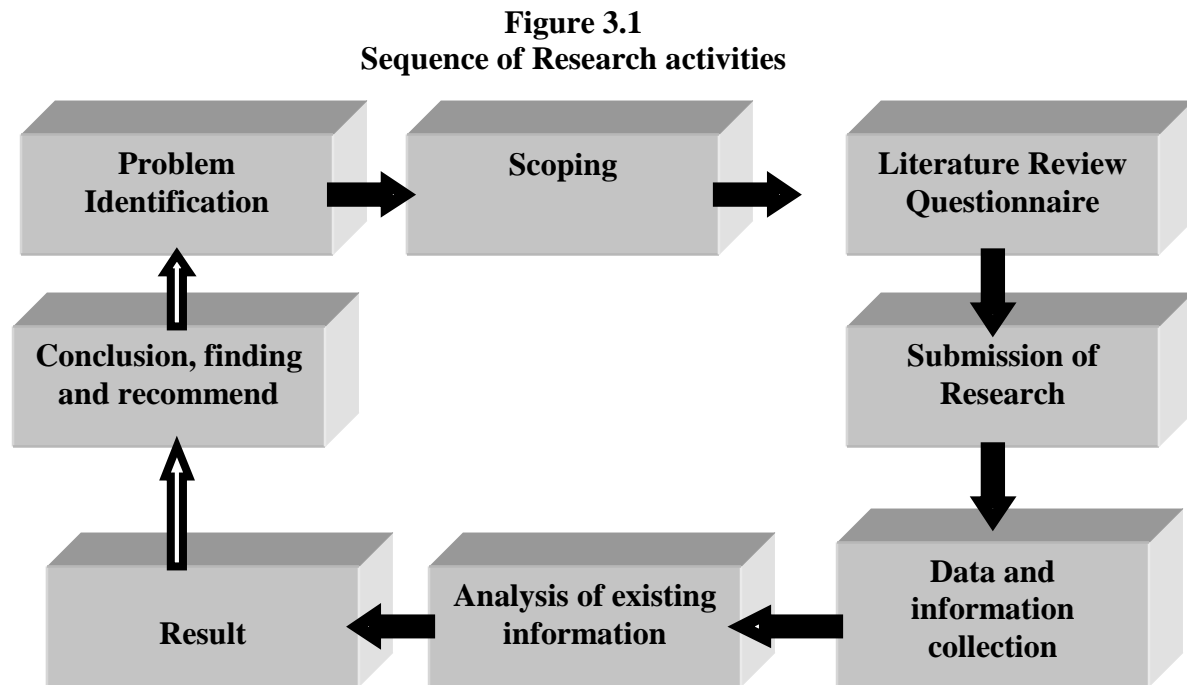 Figure 3.1
Sequence of Research activities
Problem
Identification
Scoping
Literature Review
Questionnaire
Conclusion, finding
and recommend
Submission of
Research
Result
Analysis of existing
information
Data and
information
collection